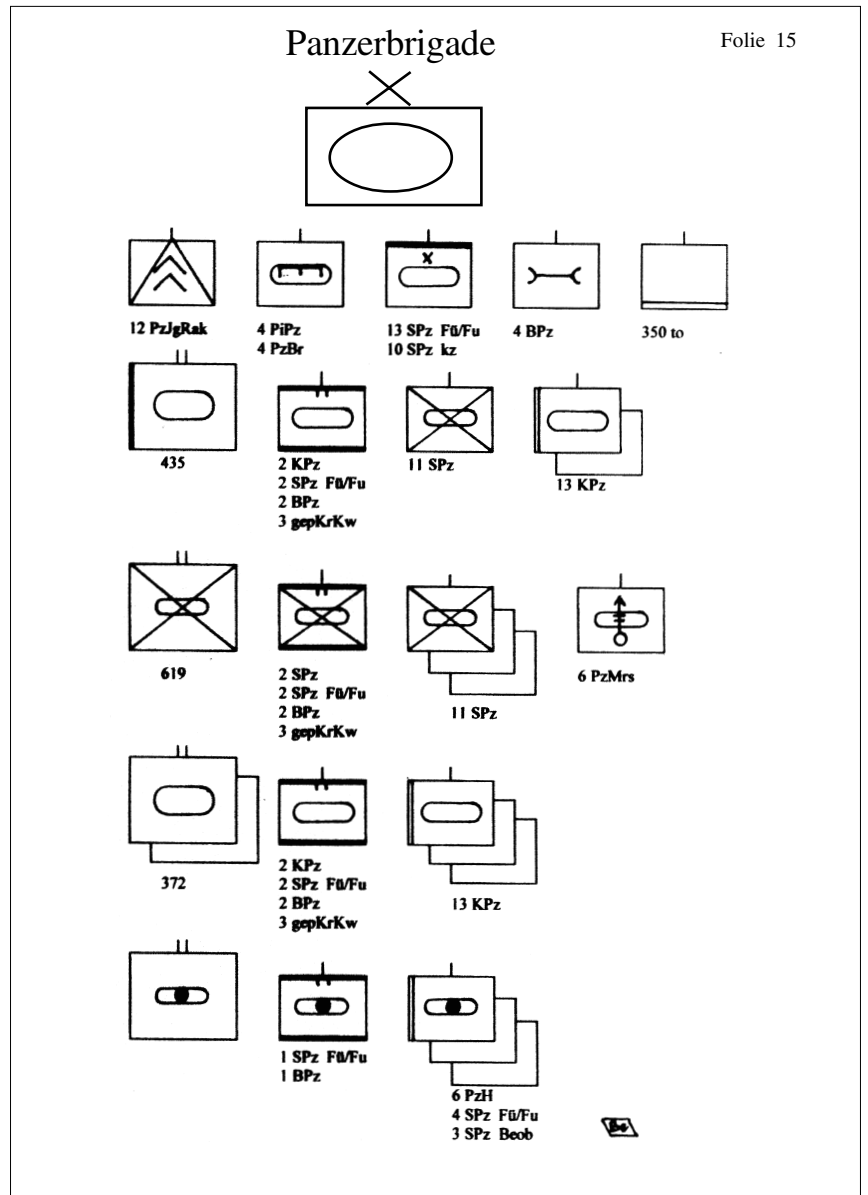 Panzerbrigade
Folie 15
12 PzJgRak
4 PiPz
4 PzBr
13 SPz Fü/Fu
10 SPz kz
4 BPz
350 to
435
2 KPz
2 SPz Fü/Fu
2 BPz
3 gepKrKw
11 SPz
13 KPz
619
2 SPz
2 SPz Fü/Fu
2 BPz
3 gepKrKw
11 SPz
6 PzMrs
372
2 KPz
2 SPz Fü/Fu
2 BPz
3 gepKrKw
13 KPz
1 SPz Fü/Fu
1 BPz
6 PzH
4 SPz Fü/Fu
3 SPz Beob